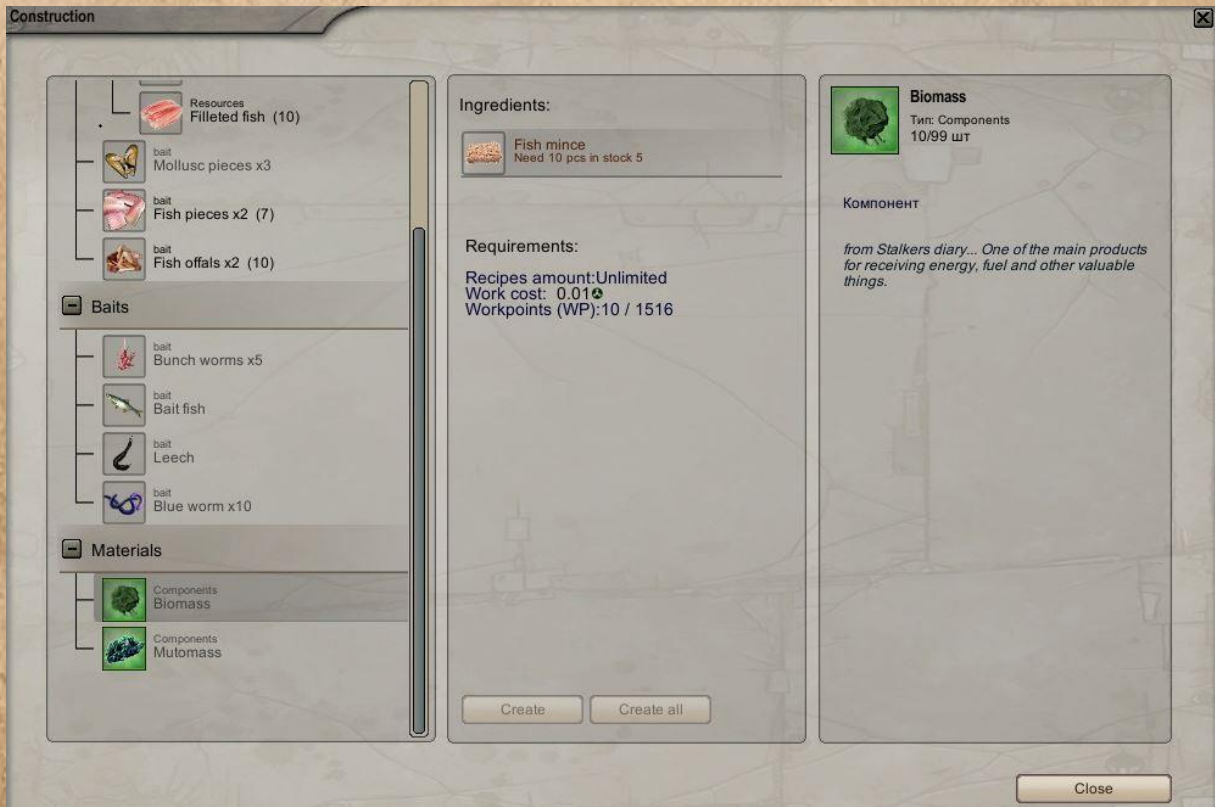 Construction
Resources
Filleted fish (10)
bait
Mollusc pieces x3
bait
Fish pieces x2 (7)
bait
Fish offals x2 (10)
Baits
bait
Bunch worms x5
bait
Bait fish
bait
Leech
bait
Blue worm x10
Materials
Components
Biomass
Components
Mutomass
Ingredients:
Fish mince
Need 10 pcs in stock 5
Requirements:
Recipes amount:Unlimited
Work cost: 0.01
Workpoints (WP):10 / 1516
Create
Create all
Biomass
Тип: Components
10/99 шт
Компонент
from Stalkers diary... One of the main products
for receiving energy, fuel and other valuable
things.
Close